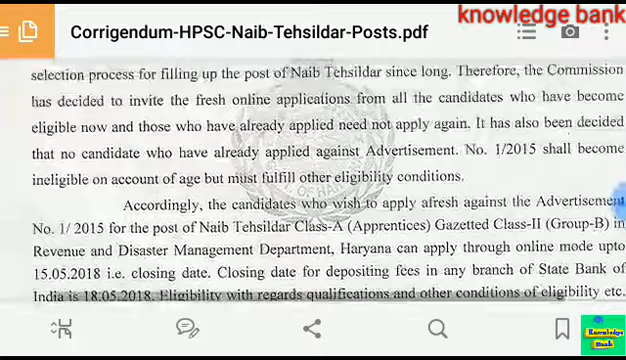 knowledge bank
Corrigendum-HPSC-Naib-Tehsildar-Posts.pdf
selection process for filling up the post of Naib Tehsildar since long. Therefore, the Commission
has decided to invite the fresh online applications from all the candidates who have become
eligible now and those who have already applied need not apply again. It has also been decided
that no candidate who have already applied against Advertisement. No. 1/2015 shall become
ineligible on account of age but must fulfill other eligibility conditions.
Accordingly, the candidates who wish to apply afresh against the Advertisement
No. 1/ 2015 for the post of Naib Tehsildar Class-A (Apprentices) Gazetted Class-II (Group-B) in
Revenue and Disaster Management Department, Haryana can apply through online mode upto
15.05.2018 i.e. closing date. Closing date for depositing fees in any branch of State Bank of
India is 18.05.2018. Eligibility with regards qualifications and other conditions of eligibility etc.
Knowledge
Bank